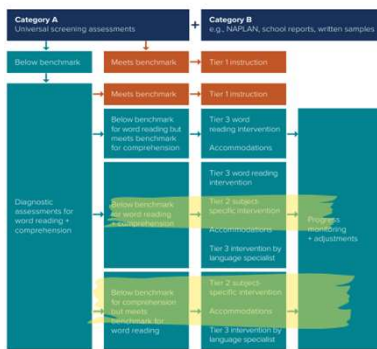 Category A
Universal screening assessments
+
Category B
e.g., NAPLAN, school reports, written samples
Below benchmark
Meets benchmark
Tier 1 instruction
Meets benchmark
Tier 1 instruction
Diagnostic
assessments for
word reading +
comprehension
Below benchmark
for word reading but
meets benchmark
for comprehension
Tier 3 word
reading intervention
Accommodations
Below benchmark
for word reading
+ comprehension
Tier 3 word reading
intervention
Tier 2 subject-
specific intervention
Accommodations
Tier 3 intervention by
language specialist
Below benchmark
for comprehension
but meets
benchmark for
word reading
Tier 2 subject-
specific intervention
Accommodations
Tier 3 intervention by
language specialist
Progress
monitoring
+ adjustments